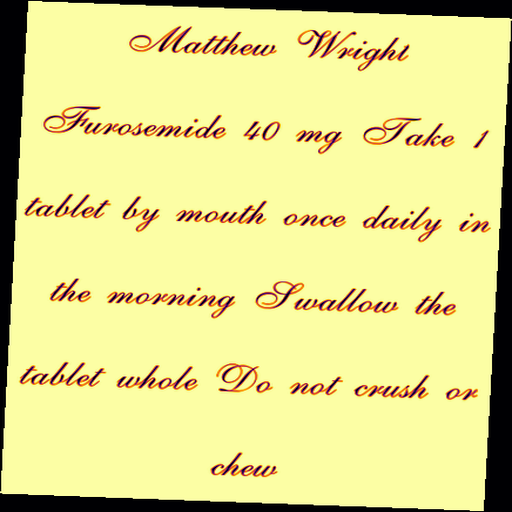 Matthew Wright
Furosemide 40 mg Take 1
tablet by mouth once daily in
the morning Swallow the
tablet whole Do not crush or
chew